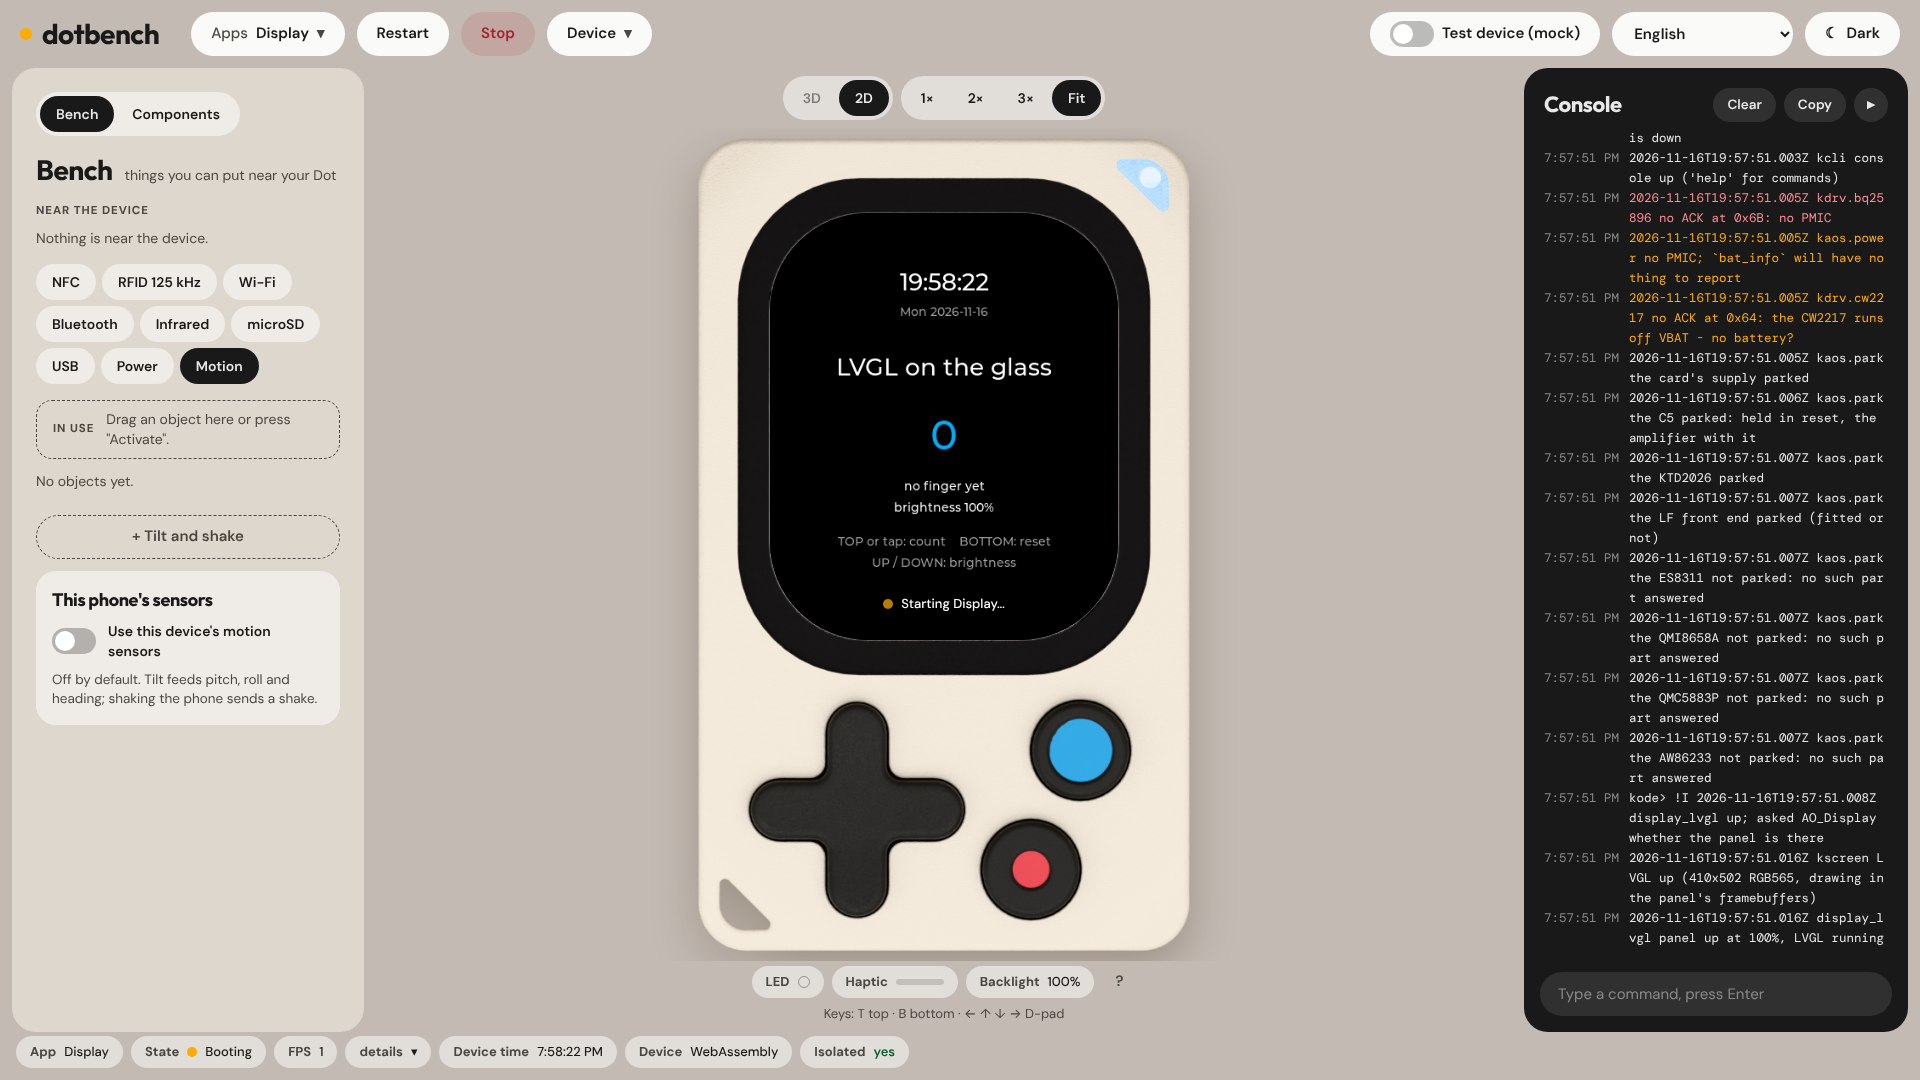 dotbench
Apps Display ▾
Restart
Stop
Device ▾
Test device (mock)
English
☾ Dark
Bench
Components
Bench things you can put near your Dot
NEAR THE DEVICE
Nothing is near the device.
NFC
RFID 125 kHz
Wi-Fi
Bluetooth
Infrared
microSD
USB
Power
Motion
IN USE
Drag an object here or press
"Activate".
No objects yet.
+ Tilt and shake
This phone's sensors
Use this device's motion
sensors
Off by default. Tilt feeds pitch, roll and
heading; shaking the phone sends a shake.
3D
2D
1×
2×
3×
Fit
19:58:22
Mon 2026-11-16
LVGL on the glass
0
no finger yet
brightness 100%
TOP or tap: count BOTTOM: reset
UP / DOWN: brightness
Starting Display...
LED
Haptic
Backlight 100%
?
Keys: T top · B bottom · ← ↑ ↓ → D-pad
Console
Clear
Copy
▶
is down
7:57:51 PM 2026-11-16T19:57:51.003Z kcli cons
ole up ('help' for commands)
7:57:51 PM 2026-11-16T19:57:51.005Z kdrv.bq25
896 no ACK at 0x6B: no PMIC
7:57:51 PM 2026-11-16T19:57:51.005Z kaos.powe
r no PMIC; `bat_info` will have no
thing to report
7:57:51 PM 2026-11-16T19:57:51.005Z kdrv.cw22
17 no ACK at 0x64: the CW2217 runs
off VBAT - no battery?
7:57:51 PM 2026-11-16T19:57:51.005Z kaos.park
the card's supply parked
7:57:51 PM 2026-11-16T19:57:51.006Z kaos.park
the C5 parked: held in reset, the
amplifier with it
7:57:51 PM 2026-11-16T19:57:51.007Z kaos.park
the KTD2026 parked
7:57:51 PM 2026-11-16T19:57:51.007Z kaos.park
the LF front end parked (fitted or
not)
7:57:51 PM 2026-11-16T19:57:51.007Z kaos.park
the ES8311 not parked: no such par
t answered
7:57:51 PM 2026-11-16T19:57:51.007Z kaos.park
the QMI8658A not parked: no such p
art answered
7:57:51 PM 2026-11-16T19:57:51.007Z kaos.park
the QMC5883P not parked: no such p
art answered
7:57:51 PM 2026-11-16T19:57:51.007Z kaos.park
the AW86233 not parked: no such pa
rt answered
7:57:51 PM kode> !I 2026-11-16T19:57:51.008Z
display_lvgl up; asked AO_Display
whether the panel is there
7:57:51 PM 2026-11-16T19:57:51.016Z kscreen L
VGL up (410x502 RGB565, drawing in
the panel's framebuffers)
7:57:51 PM 2026-11-16T19:57:51.016Z display_l
vgl panel up at 100%, LVGL running
Type a command, press Enter
App Display
State Booting
FPS 1
details ▾
Device time 7:58:22 PM
Device WebAssembly
Isolated yes